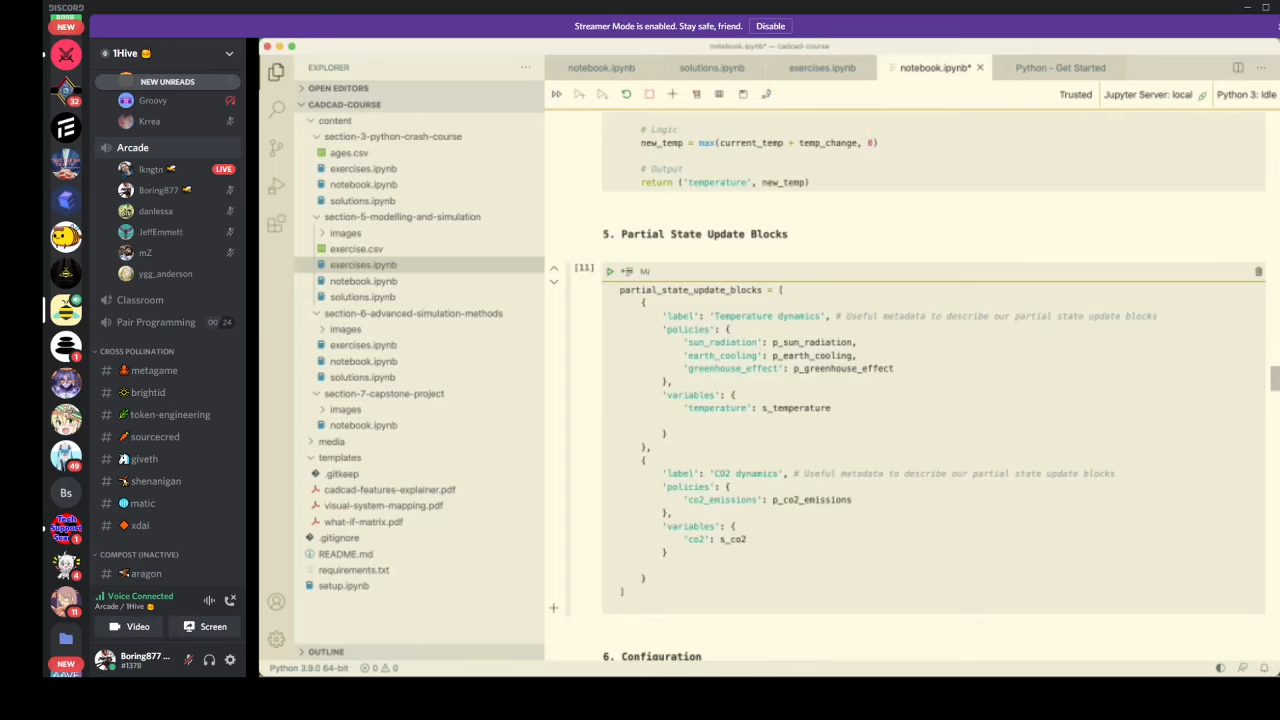 DISCORD
Streamer Mode is enabled. Stay safe, friend.
Disable
NEW
32
1
49
Bs
Tech
Support
1
4
11
NEW
1Hive
NEW UNREADS
Groovy
Krrea
Arcade
lkngtn
LIVE
Boring877
danlessa
JeffEmmett
mZ
ygg_anderson
Classroom
Pair Programming
00 24
CROSS POLLINATION
# metagame
# brightid
# token-engineering
# sourcecred
# giveth
# shenanigan
# matic
# xdai
COMPOST (INACTIVE)
# aragon
Voice Connected
Arcade / 1Hive
Video
Screen
Boring877 ...
#1378
notebook.ipynb* — cadcad-course
EXPLORER
OPEN EDITORS
CADCAD-COURSE
content
section-3-python-crash-course
ages.csv
exercises.ipynb
notebook.ipynb
solutions.ipynb
section-5-modelling-and-simulation
images
exercise.csv
exercises.ipynb
notebook.ipynb
solutions.ipynb
section-6-advanced-simulation-methods
images
exercises.ipynb
notebook.ipynb
solutions.ipynb
section-7-capstone-project
images
notebook.ipynb
media
templates
.gitkeep
cadcad-features-explainer.pdf
visual-system-mapping.pdf
what-if-matrix.pdf
.gitignore
README.md
requirements.txt
setup.ipynb
OUTLINE
notebook.ipynb
solutions.ipynb
exercises.ipynb
notebook.ipynb*
Python - Get Started
Trusted
Jupyter Server: local
Python 3: Idle
# Logic
new_temp = max(current_temp + temp_change, 0)
# Output
return ('temperature', new_temp)
5. Partial State Update Blocks
[11]
M↓
partial_state_update_blocks = [
{
'label': 'Temperature dynamics', # Useful metadata to describe our partial state update blocks
'policies': {
'sun_radiation': p_sun_radiation,
'earth_cooling': p_earth_cooling,
'greenhouse_effect': p_greenhouse_effect
},
'variables': {
'temperature': s_temperature
}
},
{
'label': 'CO2 dynamics', # Useful metadata to describe our partial state update blocks
'policies': {
'co2_emissions': p_co2_emissions
},
'variables': {
'co2': s_co2
}
}
]
6. Configuration
Python 3.9.0 64-bit
0
0